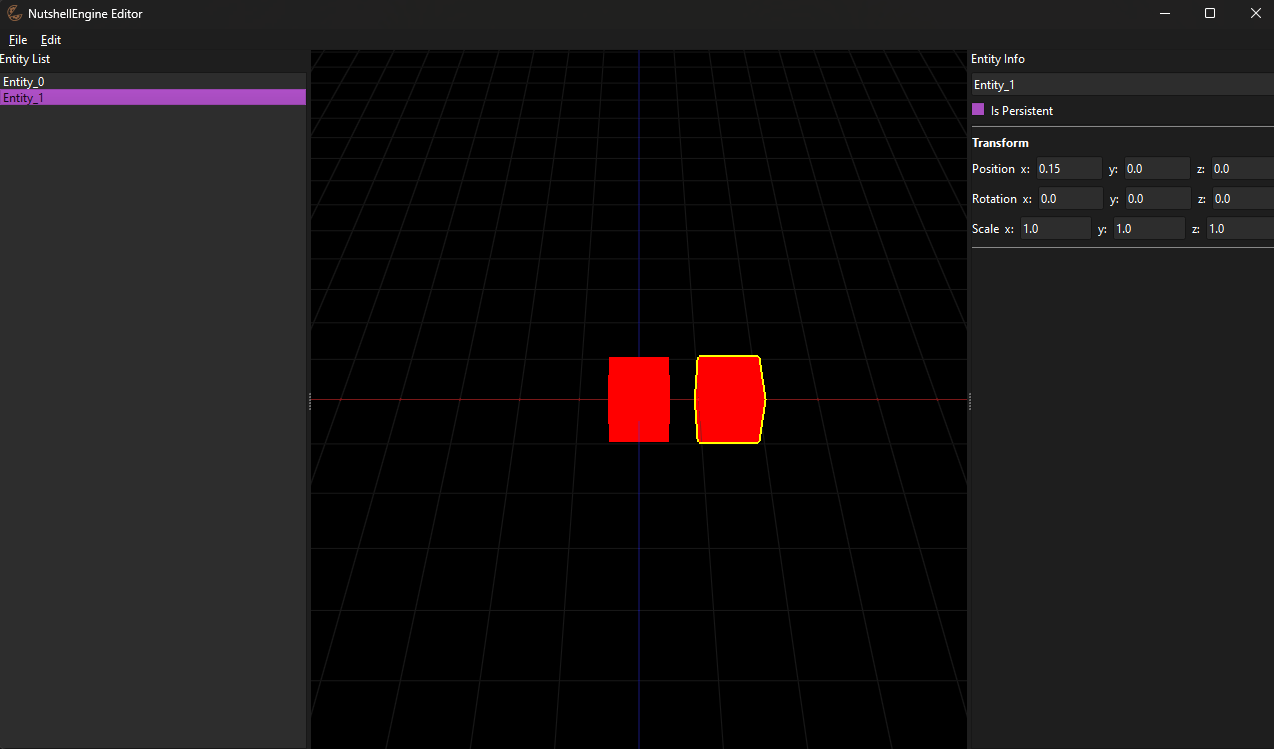 NutshellEngine Editor
File Edit
Entity List
Entity_0
Entity_1
Entity Info
Entity_1
Is Persistent
Transform
Position x: 0.15 y: 0.0 z: 0.0
Rotation x: 0.0 y: 0.0 z: 0.0
Scale x: 1.0 y: 1.0 z: 1.0